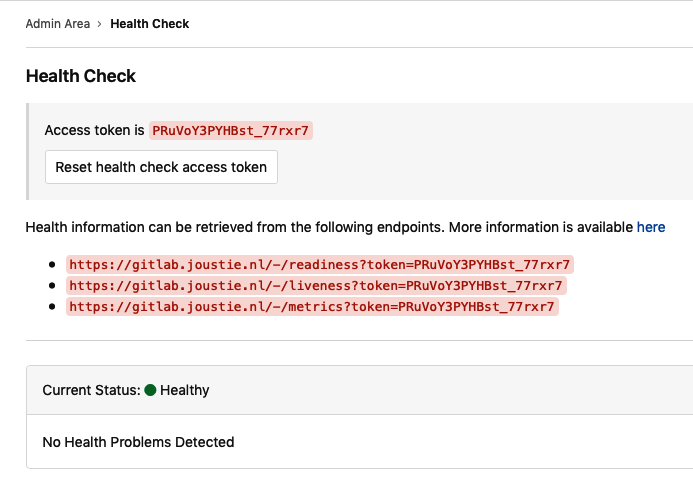 Admin Area › Health Check
Health Check
Access token is PRuVoY3PYHBst_77rxr7
Reset health check access token
Health information can be retrieved from the following endpoints. More information is available here
• https://gitlab.joustie.nl/-/readiness?token=PRuVoY3PYHBst_77rxr7
• https://gitlab.joustie.nl/-/liveness?token=PRuVoY3PYHBst_77rxr7
• https://gitlab.joustie.nl/-/metrics?token=PRuVoY3PYHBst_77rxr7
Current Status: Healthy
No Health Problems Detected